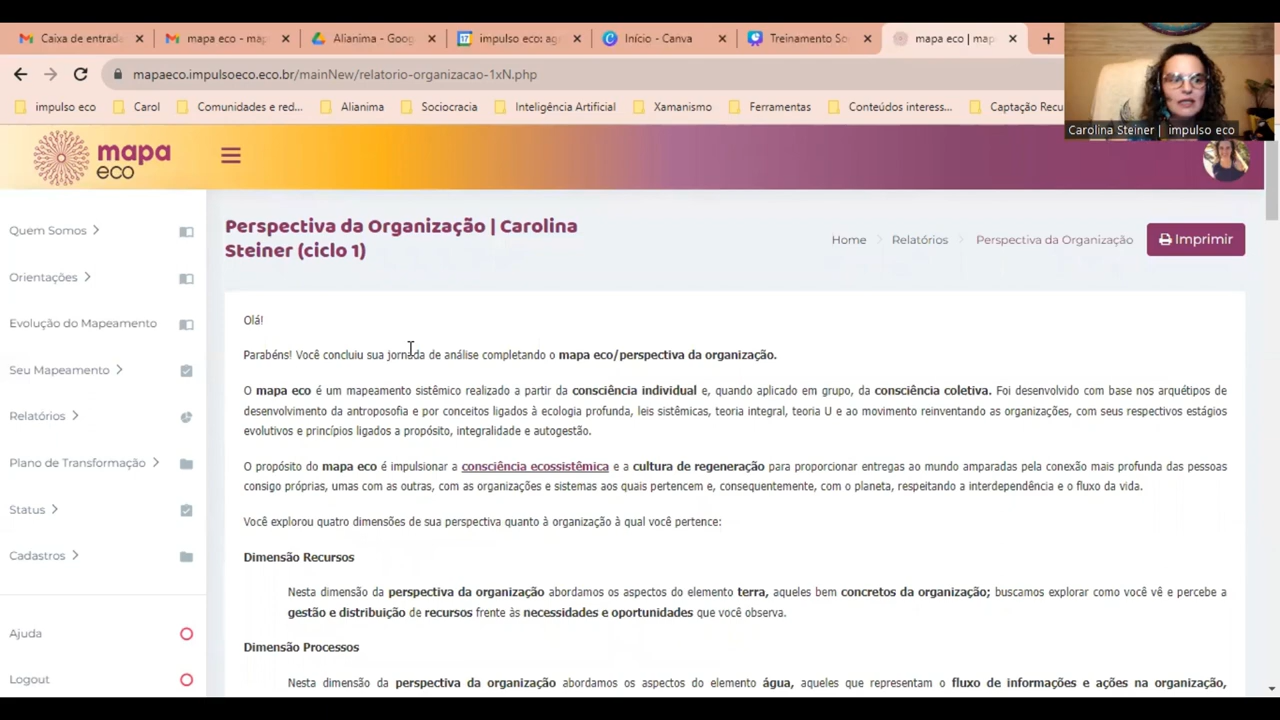 Caixa de entrad
mapa eco - ma
Alianima - Goo
impulso eco: ag
Início - Canva
Treinamento So
mapa eco | ma
mapaeco.impulsoeco.eco.br/mainNew/relatorio-organizacao-1xN.php
impulso eco
Carol
Comunidades e red...
Alianima
Sociocracia
Inteligência Artificial
Xamanismo
Ferramentas
Conteúdos interess...
Captação Recu
Carolina Steiner | impulso eco
mapa
eco
Quem Somos
Orientações
Evolução do Mapeamento
Seu Mapeamento
Relatórios
Plano de Transformação
Status
Cadastros
Ajuda
Logout
Perspectiva da Organização | Carolina
Steiner (ciclo 1)
Home
Relatórios
Perspectiva da Organização
Imprimir
Olá!
Parabéns! Você concluiu sua jornada de análise completando o mapa eco/perspectiva da organização.
O mapa eco é um mapeamento sistêmico realizado a partir da consciência individual e, quando aplicado em grupo, da consciência coletiva. Foi desenvolvido com base nos arquétipos de
desenvolvimento da antroposofia e por conceitos ligados à ecologia profunda, leis sistêmicas, teoria integral, teoria U e ao movimento reinventando as organizações, com seus respectivos estágios
evolutivos e princípios ligados a propósito, integralidade e autogestão.
O propósito do mapa eco é impulsionar a consciência ecossistêmica e a cultura de regeneração para proporcionar entregas ao mundo amparadas pela conexão mais profunda das pessoas
consigo próprias, umas com as outras, com as organizações e sistemas aos quais pertencem e, consequentemente, com o planeta, respeitando a interdependência e o fluxo da vida.
Você explorou quatro dimensões de sua perspectiva quanto à organização à qual você pertence:
Dimensão Recursos
Nesta dimensão da perspectiva da organização abordamos os aspectos do elemento terra, aqueles bem concretos da organização; buscamos explorar como você vê e percebe a
gestão e distribuição de recursos frente às necessidades e oportunidades que você observa.
Dimensão Processos
Nesta dimensão da perspectiva da organização abordamos os aspectos do elemento água, aqueles que representam o fluxo de informações e ações na organização,